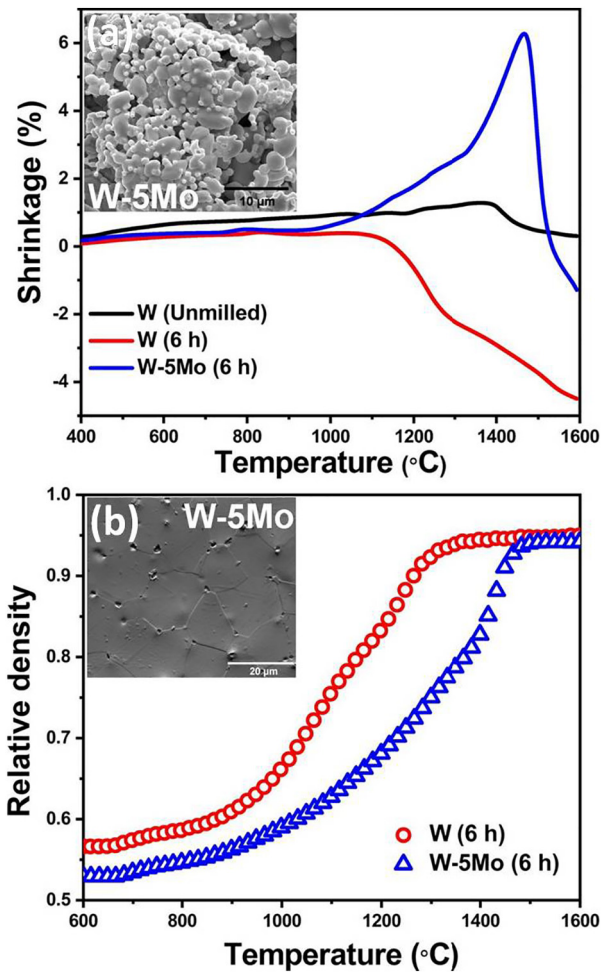 (a)
W-5Mo
10 µm
Shrinkage (%)
6
4
2
0
-2
-4
W (Unmilled)
W (6 h)
W-5Mo (6 h)
400 600 800 1000 1200 1400 1600
Temperature (°C)
(b) W-5Mo
20 µm
Relative density
1.0
0.9
0.8
0.7
0.6
0.5
W (6 h)
W-5Mo (6 h)
600 800 1000 1200 1400 1600
Temperature (°C)